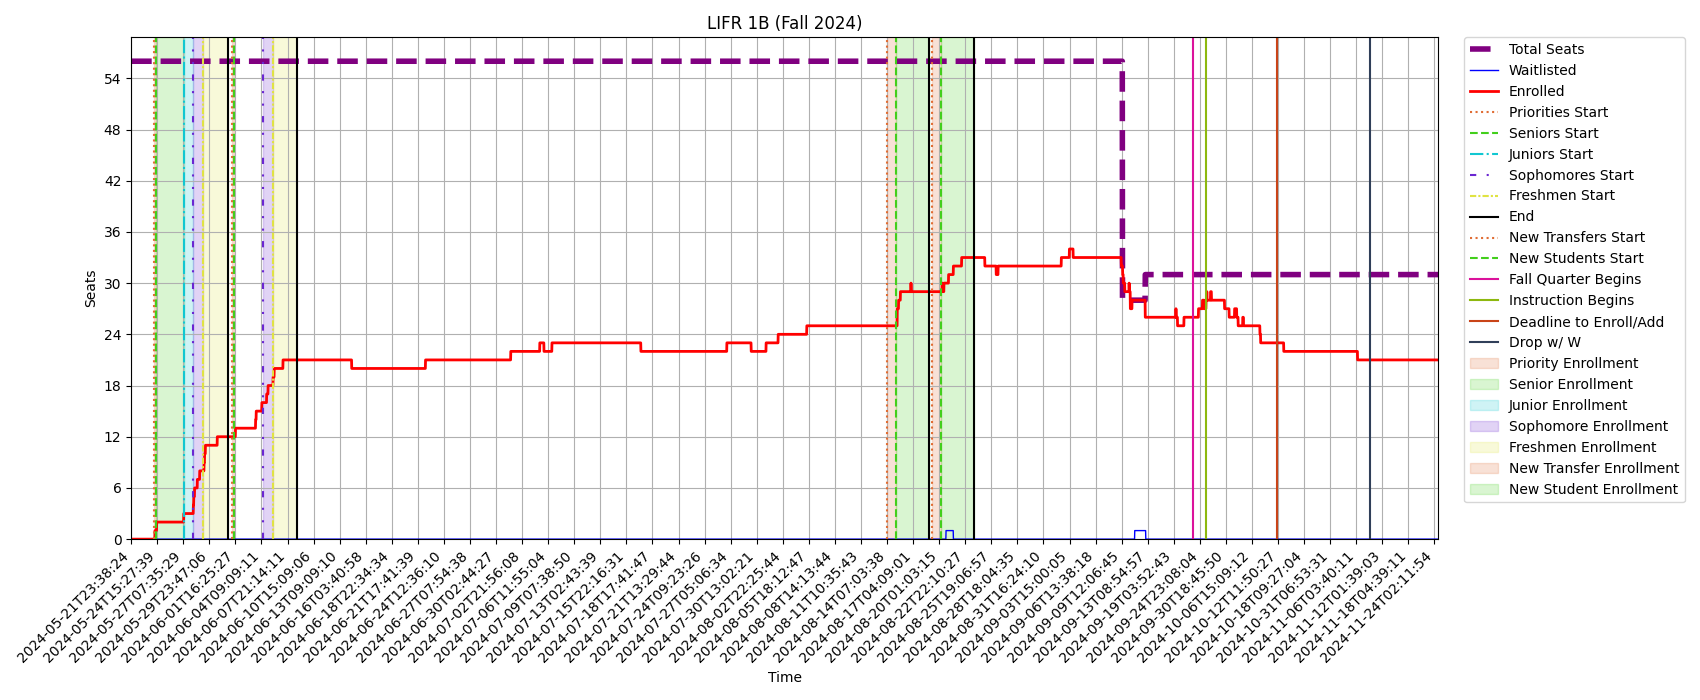 LIFR 1B (Fall 2024)
Seats
54
48
42
36
30
24
18
12
6
0
2024-05-21T23:38:24
2024-05-24T15:27:39
2024-05-27T07:35:29
2024-05-29T23:47:06
2024-06-01T16:25:27
2024-06-04T09:09:11
2024-06-07T21:14:11
2024-06-10T15:09:06
2024-06-13T09:09:10
2024-06-16T03:40:58
2024-06-18T22:34:34
2024-06-21T17:41:39
2024-06-24T12:36:10
2024-06-27T07:54:38
2024-06-30T02:44:27
2024-07-02T21:56:08
2024-07-06T11:55:04
2024-07-09T07:38:50
2024-07-13T02:43:39
2024-07-15T22:16:31
2024-07-18T17:41:47
2024-07-21T13:29:44
2024-07-24T09:23:26
2024-07-27T05:06:34
2024-07-30T13:02:21
2024-08-02T22:25:44
2024-08-05T18:12:47
2024-08-08T14:13:44
2024-08-11T10:35:43
2024-08-14T07:03:38
2024-08-17T04:09:01
2024-08-20T01:03:15
2024-08-22T22:10:27
2024-08-25T19:06:57
2024-08-28T18:04:35
2024-08-31T16:24:10
2024-09-03T15:00:05
2024-09-06T13:38:18
2024-09-09T12:06:45
2024-09-13T08:54:57
2024-09-19T03:52:43
2024-09-24T23:08:04
2024-09-30T18:45:50
2024-10-06T15:09:12
2024-10-12T11:50:27
2024-10-18T09:27:04
2024-10-31T06:53:31
2024-11-06T03:40:11
2024-11-12T01:39:03
2024-11-18T04:39:11
2024-11-24T02:11:54
Time
Total Seats
Waitlisted
Enrolled
Priorities Start
Seniors Start
Juniors Start
Sophomores Start
Freshmen Start
End
New Transfers Start
New Students Start
Fall Quarter Begins
Instruction Begins
Deadline to Enroll/Add
Drop w/ W
Priority Enrollment
Senior Enrollment
Junior Enrollment
Sophomore Enrollment
Freshmen Enrollment
New Transfer Enrollment
New Student Enrollment